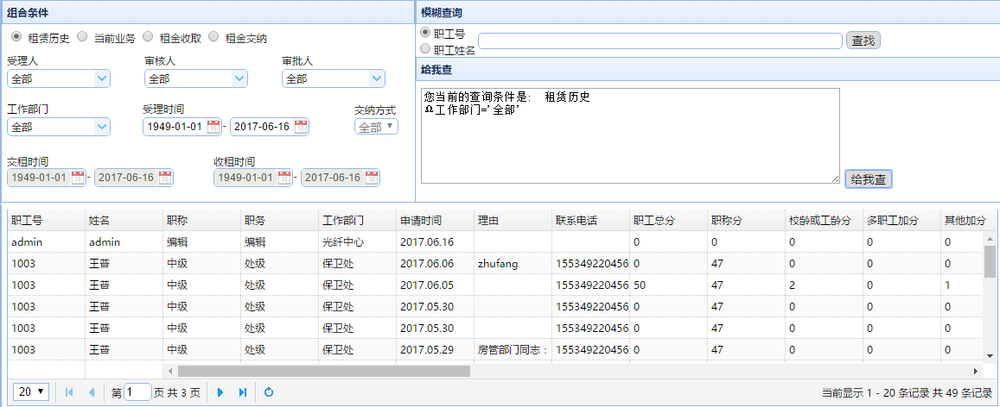 组合条件
租赁历史 当前业务 租金收取 租金交纳
受理人 审核人 审批人
全部 全部 全部
工作部门 受理时间 交纳方式
全部 1949-01-01 - 2017-06-16 全部
交租时间 收租时间
1949-01-01 - 2017-06-16 1949-01-01 - 2017-06-16
模糊查询
职工号
职工姓名
查找
给我查
您当前的查询条件是： 租赁历史
Ω工作部门='全部'
给我查
职工号 姓名 职称 职务 工作部门 申请时间 理由 联系电话 职工总分 职称分 校龄或工龄分 多职工加分 其他加分
admin admin 编辑 编辑 光纤中心 2017.06.16 0 0 0 0 0
1003 王普 中级 处级 保卫处 2017.06.06 zhufang 155349220456 0 47 0 0 0
1003 王普 中级 处级 保卫处 2017.06.05 155349220456 50 47 2 0 1
1003 王普 中级 处级 保卫处 2017.05.30 155349220456 0 47 0 0 0
1003 王普 中级 处级 保卫处 2017.05.30 155349220456 0 47 0 0 0
1003 王普 中级 处级 保卫处 2017.05.29 房管部门同志： 155349220456 0 47 0 0 0
20 第 1 页 共 3 页 当前显示 1 - 20 条记录 共 49 条记录